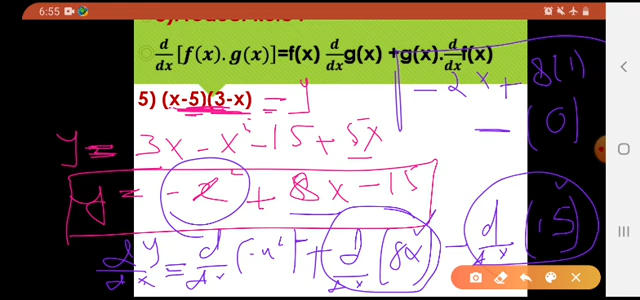 6:55
d/dx [f(x). g(x)]=f(x) d/dx g(x) +g(x). d/dx f(x)
5) (x-5)(3-x) = y
- 2x + 8(1)
- (0)
y = 3x - x² - 15 + 5x
y = -x² + 8x - 15
d/dx y = d/dx (-x²) + d/dx (8x) - d/dx (15)